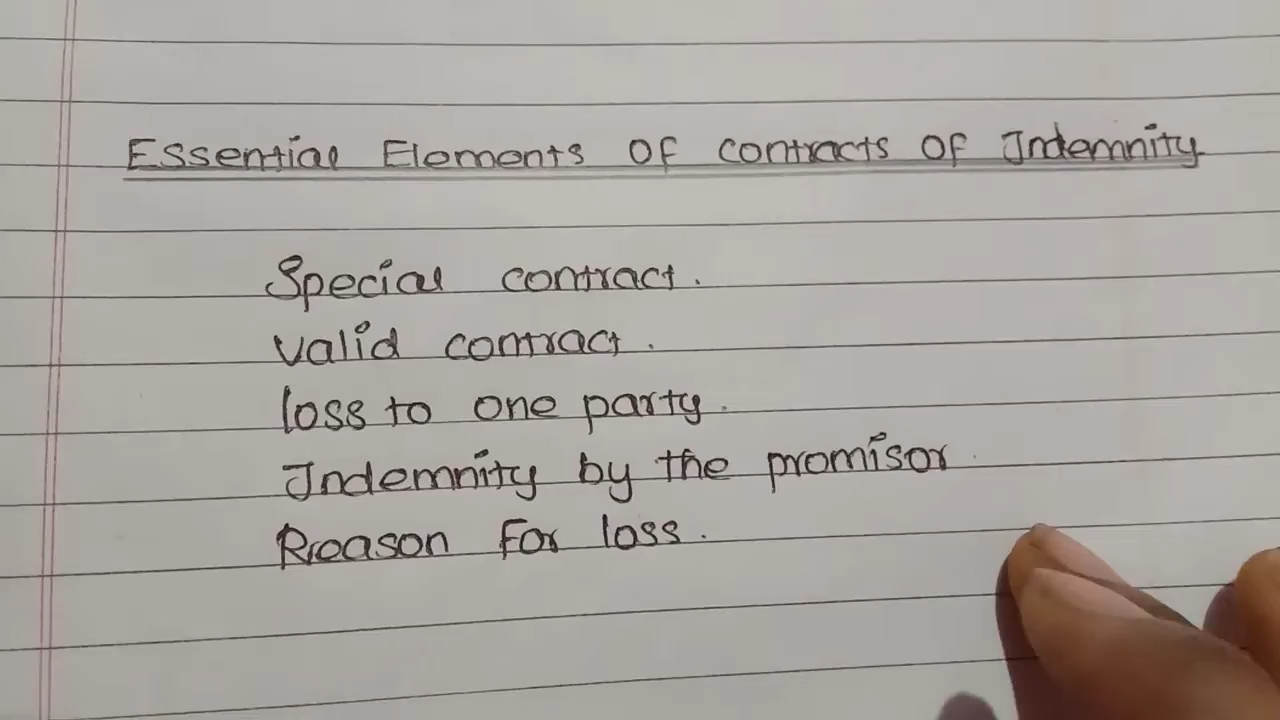 Essential Elements Of contracts Of Indemnity
Special contract.
Valid contract.
loss to one party.
Indemnity by the promisor.
Reason For loss.